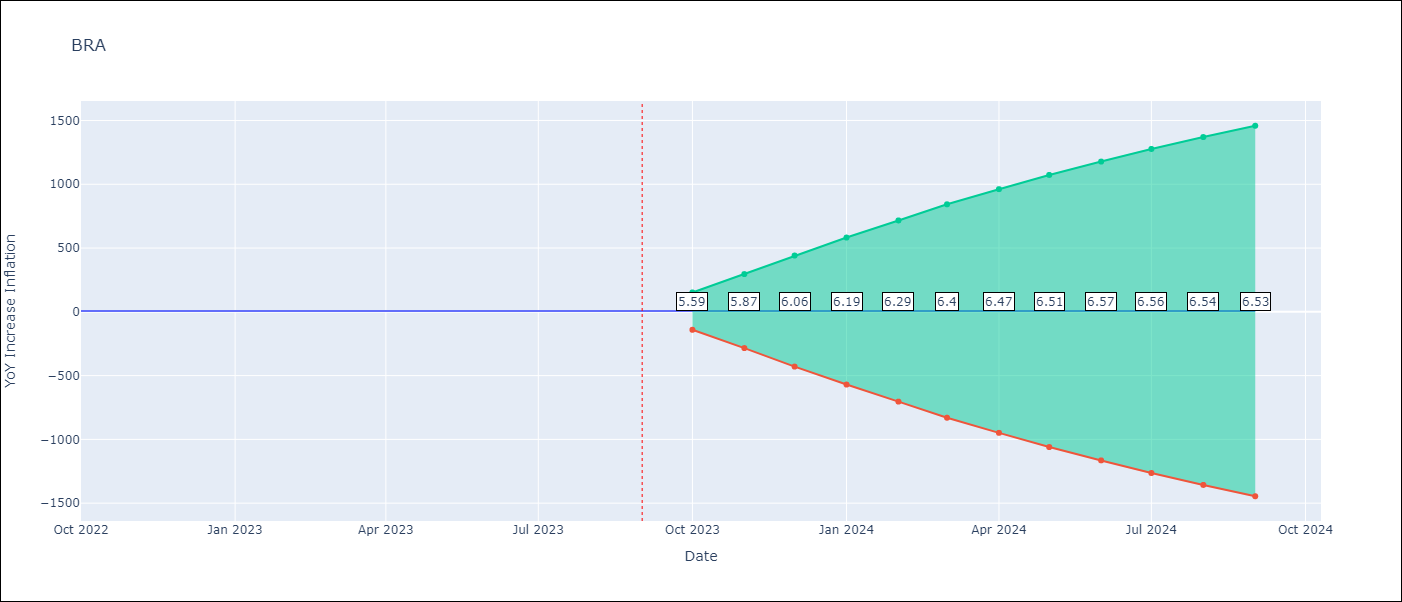 BRA
YoY Increase Inflation
1500
1000
500
0
−500
−1000
−1500
5.59 5.87 6.06 6.19 6.29 6.4 6.47 6.51 6.57 6.56 6.54 6.53
Oct 2022 Jan 2023 Apr 2023 Jul 2023 Oct 2023 Jan 2024 Apr 2024 Jul 2024 Oct 2024
Date